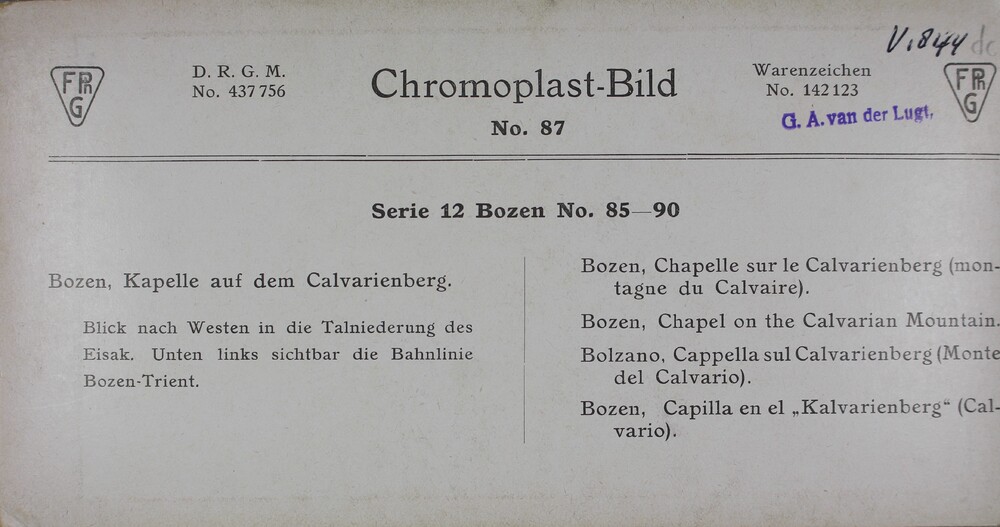 V.844 dc
FPhG
D. R. G. M.
No. 437 756
Chromoplast-Bild
No. 87
Warenzeichen
No. 142 123
G. A. van der Lugt.
FPhG
Serie 12 Bozen No. 85—90
Bozen, Kapelle auf dem Calvarienberg.
Blick nach Westen in die Talniederung des
Eisak. Unten links sichtbar die Bahnlinie
Bozen-Trient.
Bozen, Chapelle sur le Calvarienberg (mon-
tagne du Calvaire).
Bozen, Chapel on the Calvarian Mountain.
Bolzano, Cappella sul Calvarienberg (Monte
del Calvario).
Bozen, Capilla en el „Kalvarienberg“ (Cal-
vario).